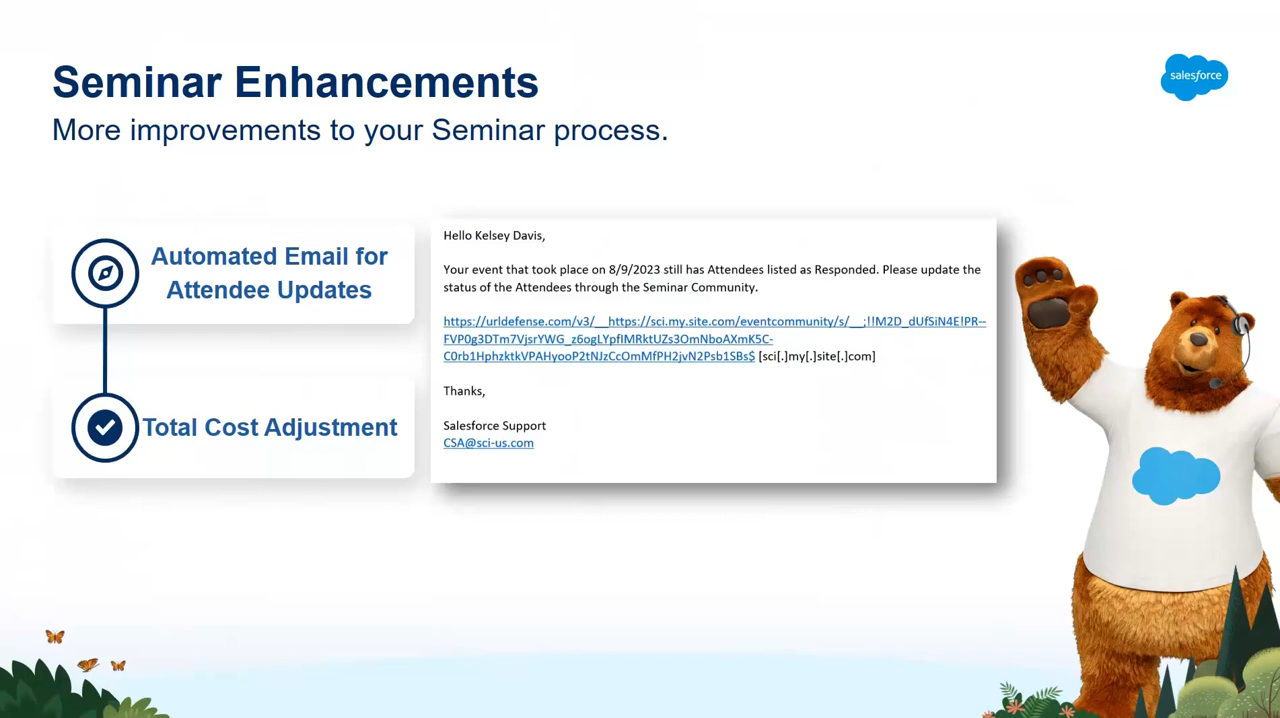 Seminar Enhancements
salesforce
More improvements to your Seminar process.
Automated Email for
Attendee Updates
Total Cost Adjustment
Hello Kelsey Davis,
Your event that took place on 8/9/2023 still has Attendees listed as Responded. Please update the
status of the Attendees through the Seminar Community.
https://urldefense.com/v3/__https://sci.my.site.com/eventcommunity/s/__;!!M2D_dUfSiN4E!PR--
FVP0g3DTm7VjsrYWG_z6ogLYpfIMRktUZs3OmNboAXmK5C-
C0rb1HphzktkVPAHyooP2tNJzCcOmMfPH2jvN2Psb1SBs$ [sci[.]my[.]site[.]com]
Thanks,
Salesforce Support
CSA@sci-us.com